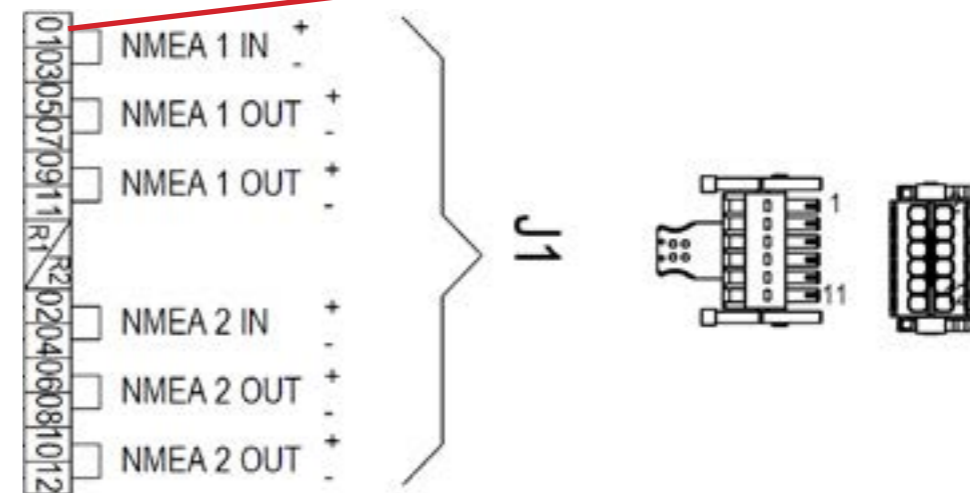 01 NMEA 1 IN +
03 -
05 NMEA 1 OUT +
07 -
09 NMEA 1 OUT +
11 -
R1 R2
02 NMEA 2 IN +
04 -
06 NMEA 2 OUT +
08 -
10 NMEA 2 OUT +
12 -
J1
1
11